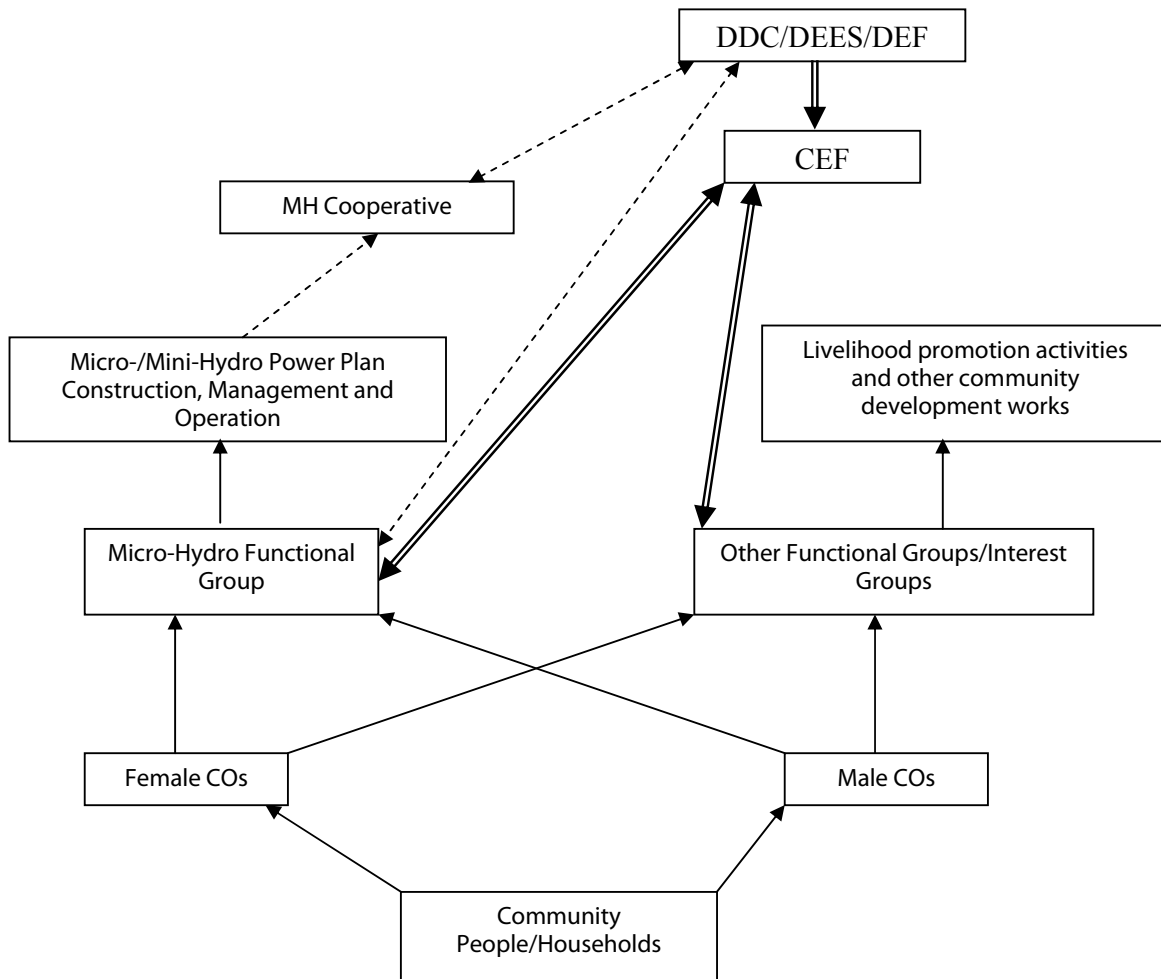 DDC/DEES/DEF
CEF
MH Cooperative
Micro-/Mini-Hydro Power Plan
Construction, Management and
Operation
Livelihood promotion activities
and other community
development works
Micro-Hydro Functional
Group
Other Functional Groups/Interest
Groups
Female COs
Male COs
Community
People/Households